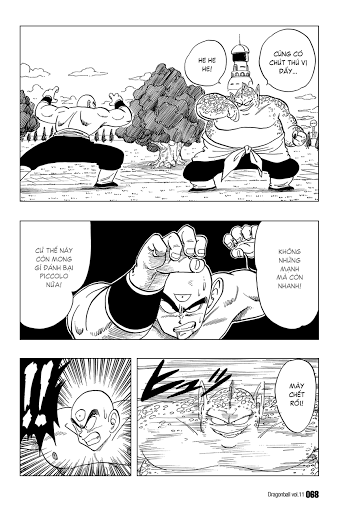 HE HE
HE!
CŨNG CÓ
CHÚT THÚ VỊ
ĐẤY...
CỨ THẾ NÀY
CÒN MONG
GÌ ĐÁNH BẠI
PICCOLO
NỮA!
KHÔNG
NHỮNG
MẠNH
MÀ CÒN
NHANH!
MÀY
CHẾT
RỒI!
Dragonball vol.11 068